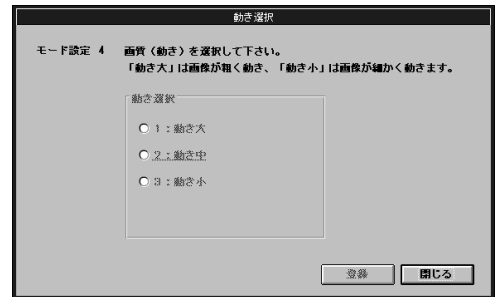 動き選択
モード設定 4 画質(動き)を選択して下さい。
「動き大」は画像が粗く動き、「動き小」は画像が細かく動きます。
動き選択
1:動き大
2:動き中
3:動き小
登録 閉じる